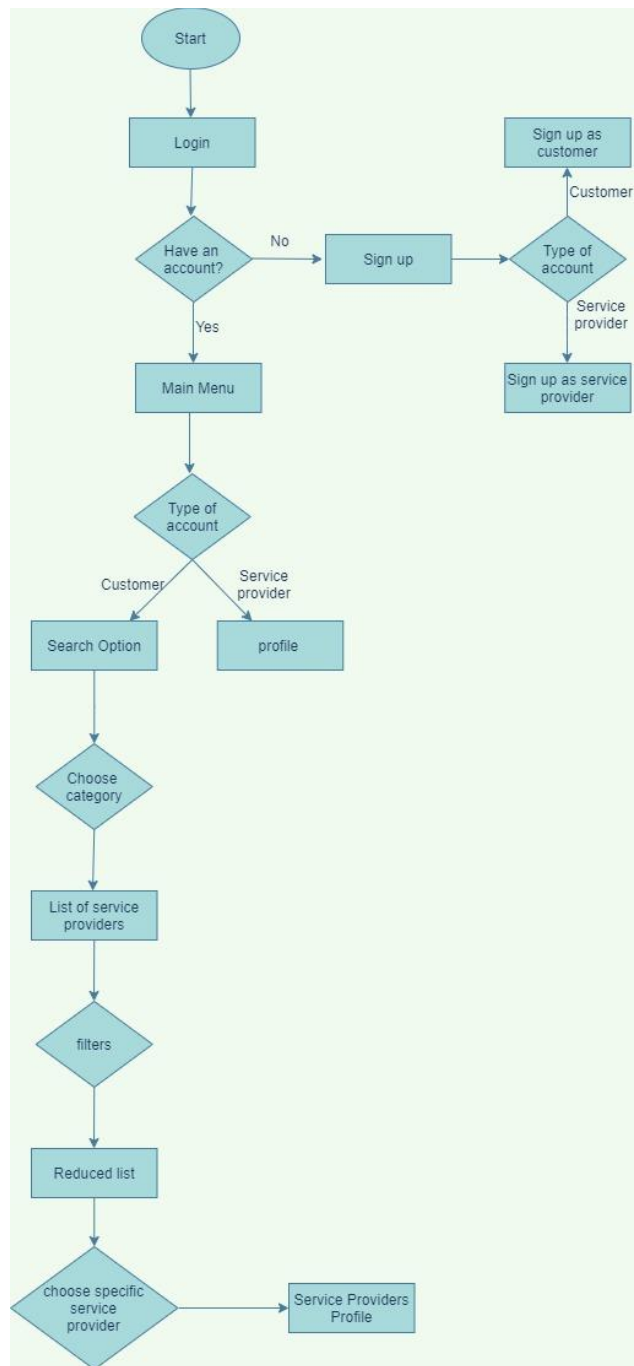 Start
Login
Have an
account?
No
Sign up
Type of
account
Customer
Sign up as
customer
Service
provider
Sign up as service
provider
Yes
Main Menu
Type of
account
Customer
Service
provider
Search Option
profile
Choose
category
List of service
providers
filters
Reduced list
choose specific
service
provider
Service Providers
Profile